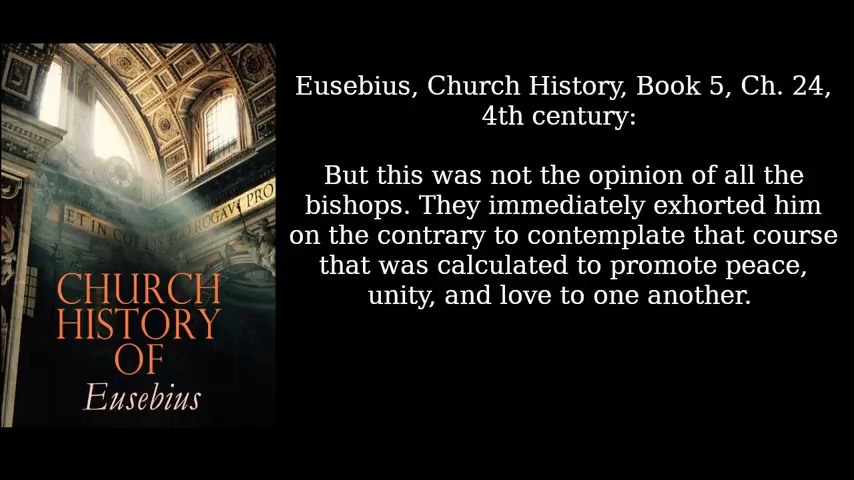 ET IN
ROGAVI PRO
CHURCH
HISTORY
OF
Eusebius
Eusebius, Church History, Book 5, Ch. 24,
4th century:
But this was not the opinion of all the
bishops. They immediately exhorted him
on the contrary to contemplate that course
that was calculated to promote peace,
unity, and love to one another.